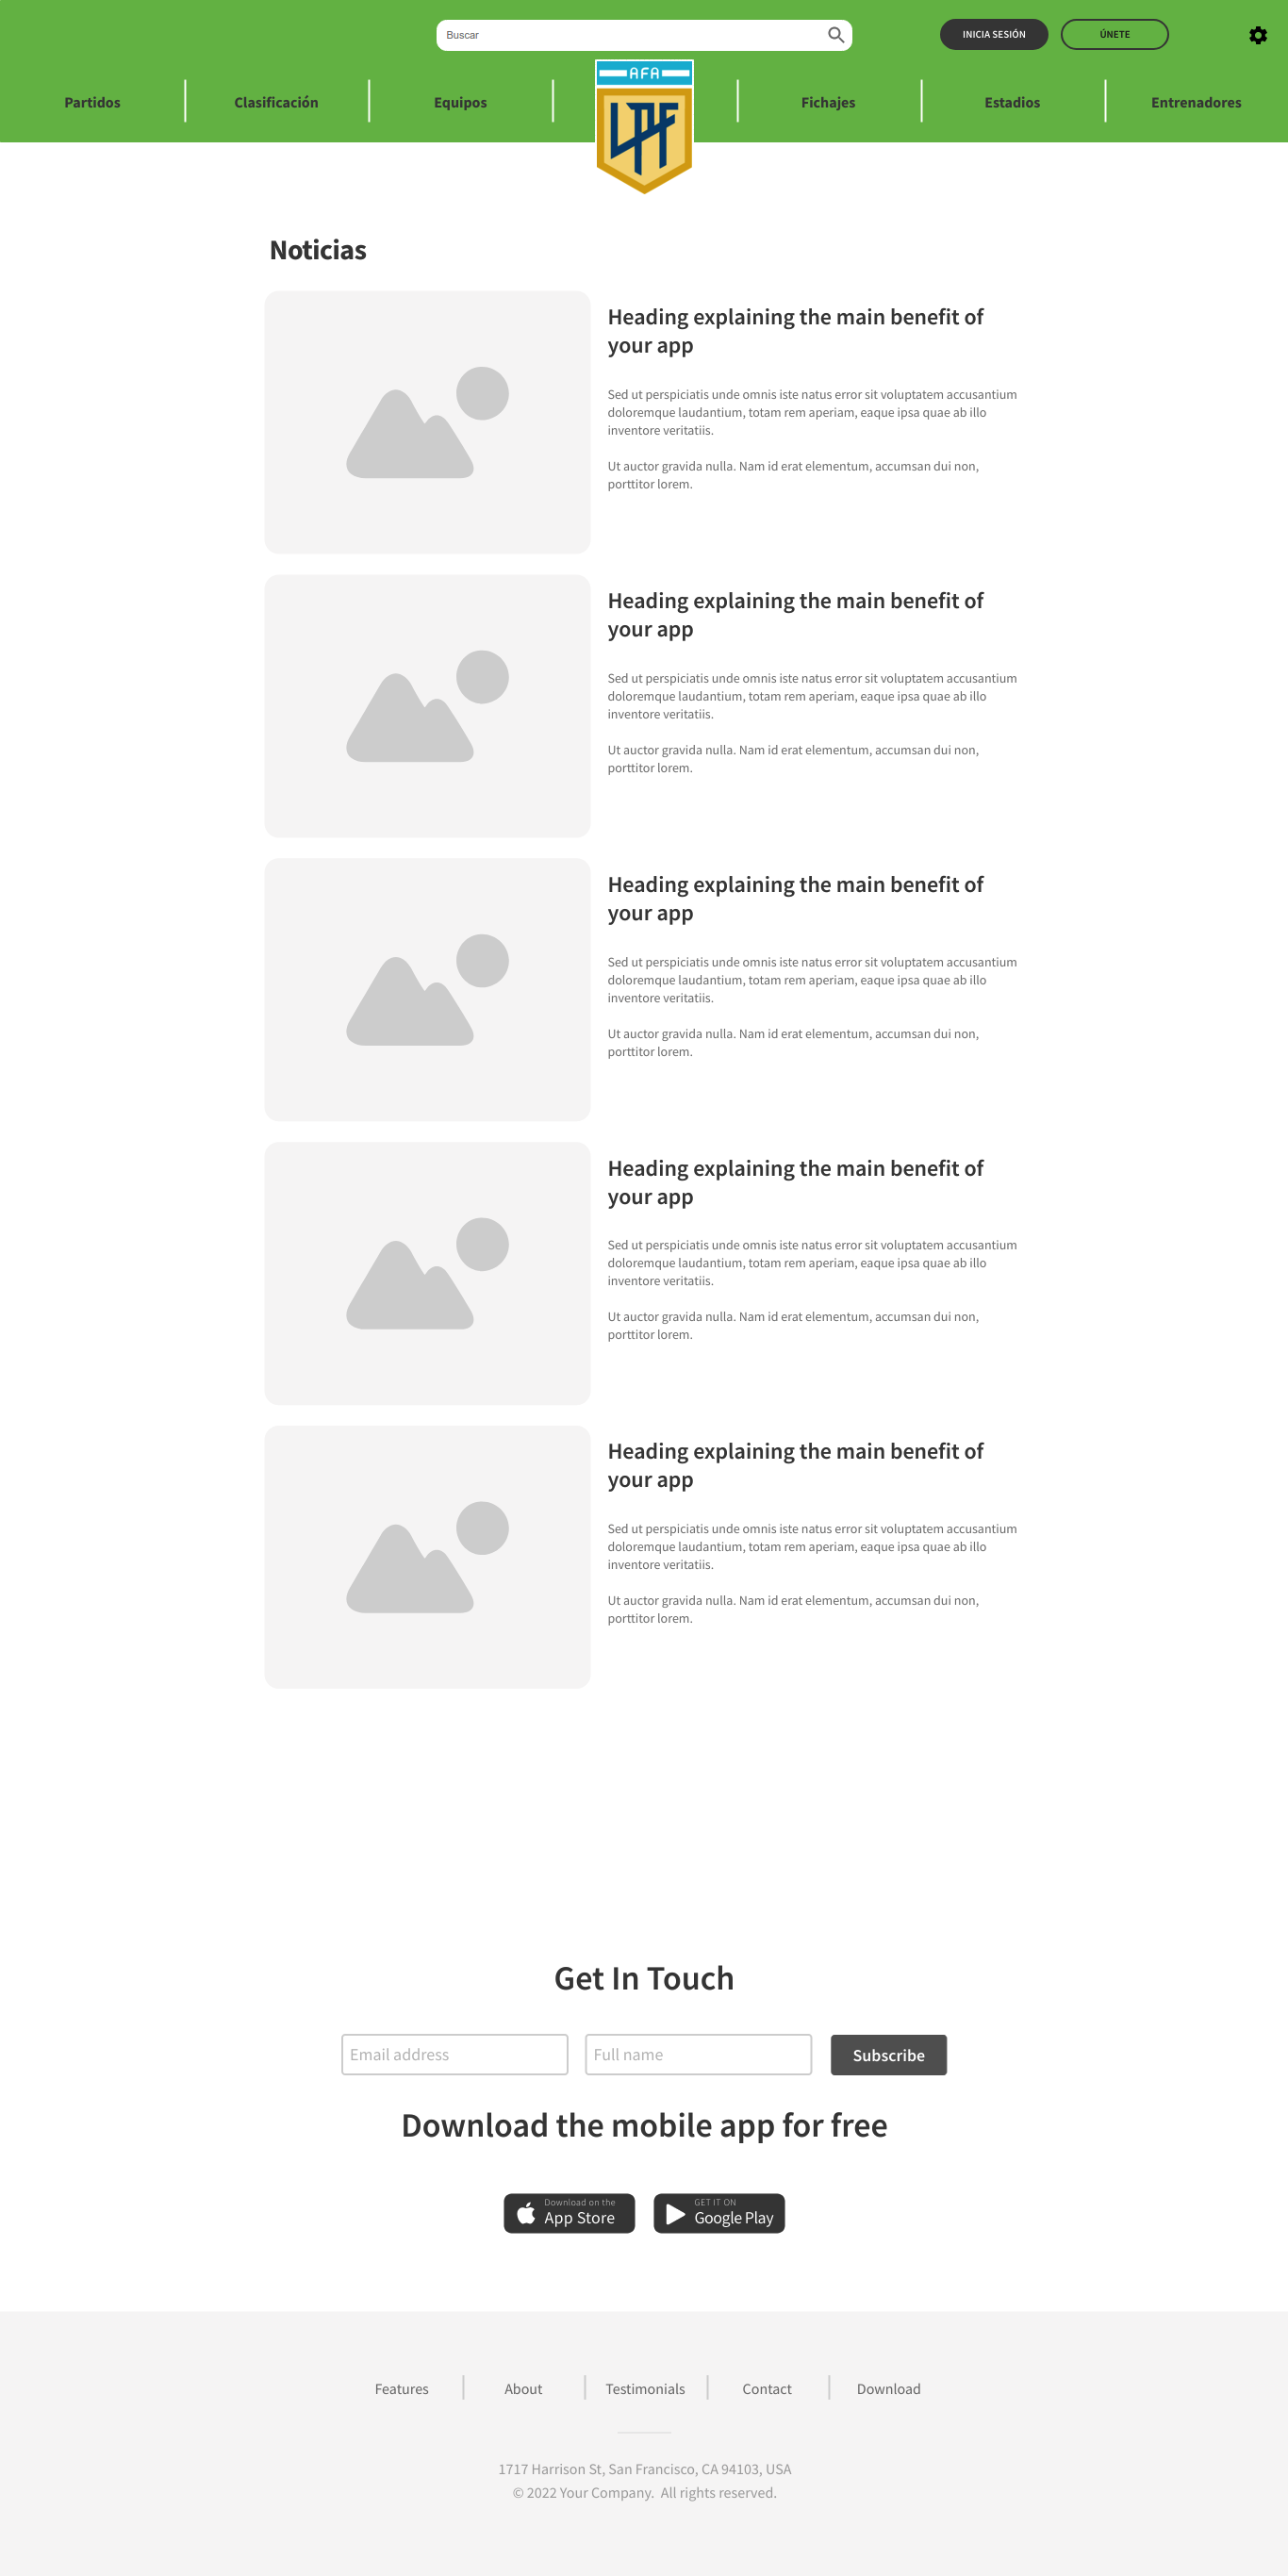 Buscar
INICIA SESIÓN
ÚNETE
AFA
LPF
Partidos
Clasificación
Equipos
Fichajes
Estadios
Entrenadores
Noticias
Heading explaining the main benefit of
your app
Sed ut perspiciatis unde omnis iste natus error sit voluptatem accusantium
doloremque laudantium, totam rem aperiam, eaque ipsa quae ab illo
inventore veritatiis.
Ut auctor gravida nulla. Nam id erat elementum, accumsan dui non,
porttitor lorem.
Heading explaining the main benefit of
your app
Sed ut perspiciatis unde omnis iste natus error sit voluptatem accusantium
doloremque laudantium, totam rem aperiam, eaque ipsa quae ab illo
inventore veritatiis.
Ut auctor gravida nulla. Nam id erat elementum, accumsan dui non,
porttitor lorem.
Heading explaining the main benefit of
your app
Sed ut perspiciatis unde omnis iste natus error sit voluptatem accusantium
doloremque laudantium, totam rem aperiam, eaque ipsa quae ab illo
inventore veritatiis.
Ut auctor gravida nulla. Nam id erat elementum, accumsan dui non,
porttitor lorem.
Heading explaining the main benefit of
your app
Sed ut perspiciatis unde omnis iste natus error sit voluptatem accusantium
doloremque laudantium, totam rem aperiam, eaque ipsa quae ab illo
inventore veritatiis.
Ut auctor gravida nulla. Nam id erat elementum, accumsan dui non,
porttitor lorem.
Heading explaining the main benefit of
your app
Sed ut perspiciatis unde omnis iste natus error sit voluptatem accusantium
doloremque laudantium, totam rem aperiam, eaque ipsa quae ab illo
inventore veritatiis.
Ut auctor gravida nulla. Nam id erat elementum, accumsan dui non,
porttitor lorem.
Get In Touch
Email address
Full name
Subscribe
Download the mobile app for free
Download on the
App Store
GET IT ON
Google Play
Features
About
Testimonials
Contact
Download
1717 Harrison St, San Francisco, CA 94103, USA
© 2022 Your Company.  All rights reserved.